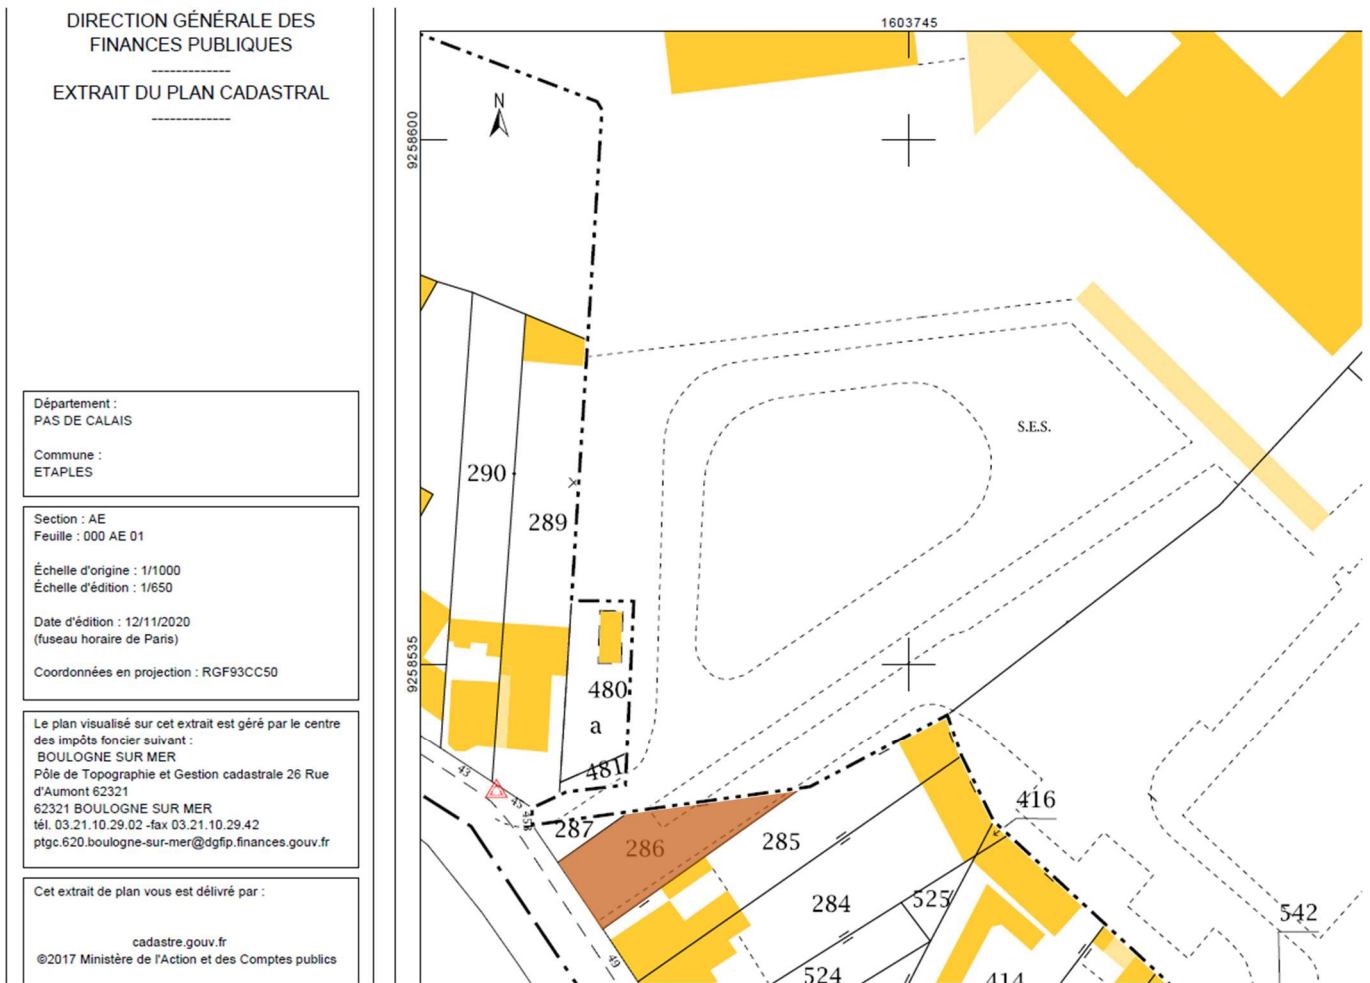 DIRECTION GÉNÉRALE DES
FINANCES PUBLIQUES
-------------
EXTRAIT DU PLAN CADASTRAL
-------------
Département :
PAS DE CALAIS
Commune :
ETAPLES
Section : AE
Feuille : 000 AE 01
Échelle d'origine : 1/1000
Échelle d'édition : 1/650
Date d'édition : 12/11/2020
(fuseau horaire de Paris)
Coordonnées en projection : RGF93CC50
Le plan visualisé sur cet extrait est géré par le centre
des impôts foncier suivant :
BOULOGNE SUR MER
Pôle de Topographie et Gestion cadastrale 26 Rue
d'Aumont 62321
62321 BOULOGNE SUR MER
tél. 03.21.10.29.02 -fax 03.21.10.29.42
ptgc.620.boulogne-sur-mer@dgfip.finances.gouv.fr
Cet extrait de plan vous est délivré par :
cadastre.gouv.fr
©2017 Ministère de l'Action et des Comptes publics
1603745
N
9258600
S.E.S.
290
289
9258535
480
a
481
43
45
45B
416
287
286
285
284
525
542
49
524
414